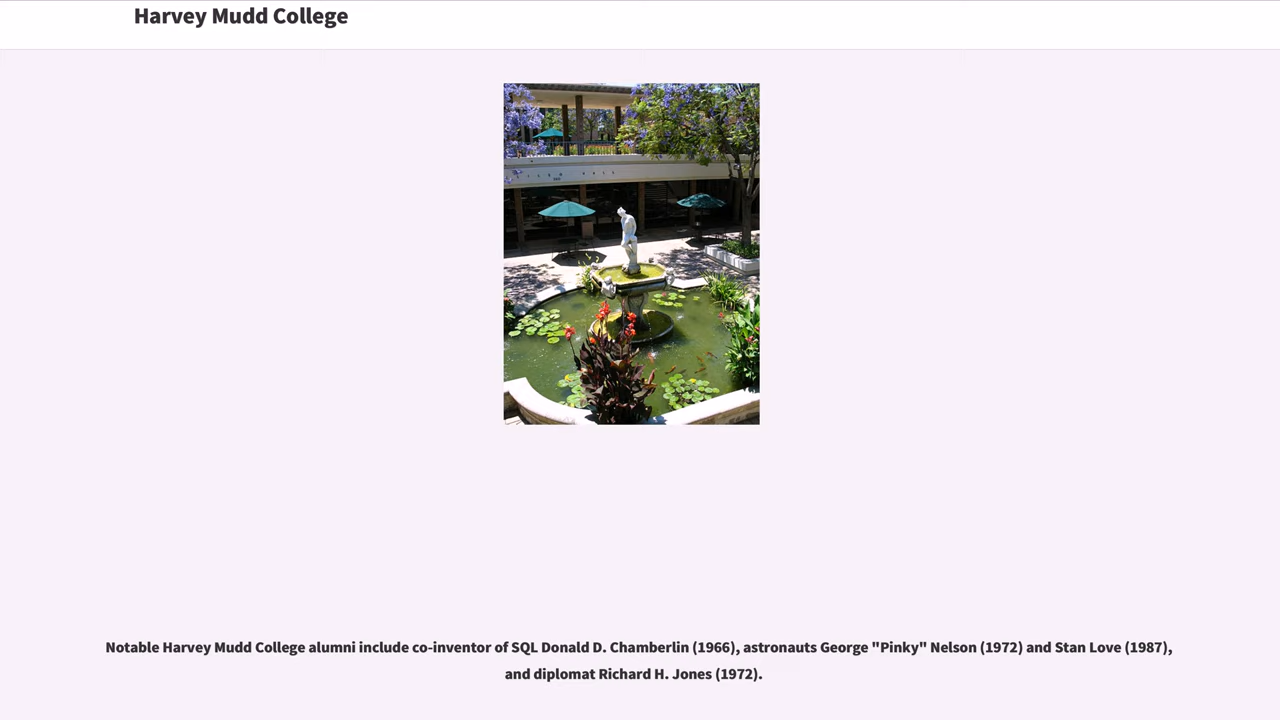 Harvey Mudd College
Notable Harvey Mudd College alumni include co-inventor of SQL Donald D. Chamberlin (1966), astronauts George "Pinky" Nelson (1972) and Stan Love (1987),
and diplomat Richard H. Jones (1972).